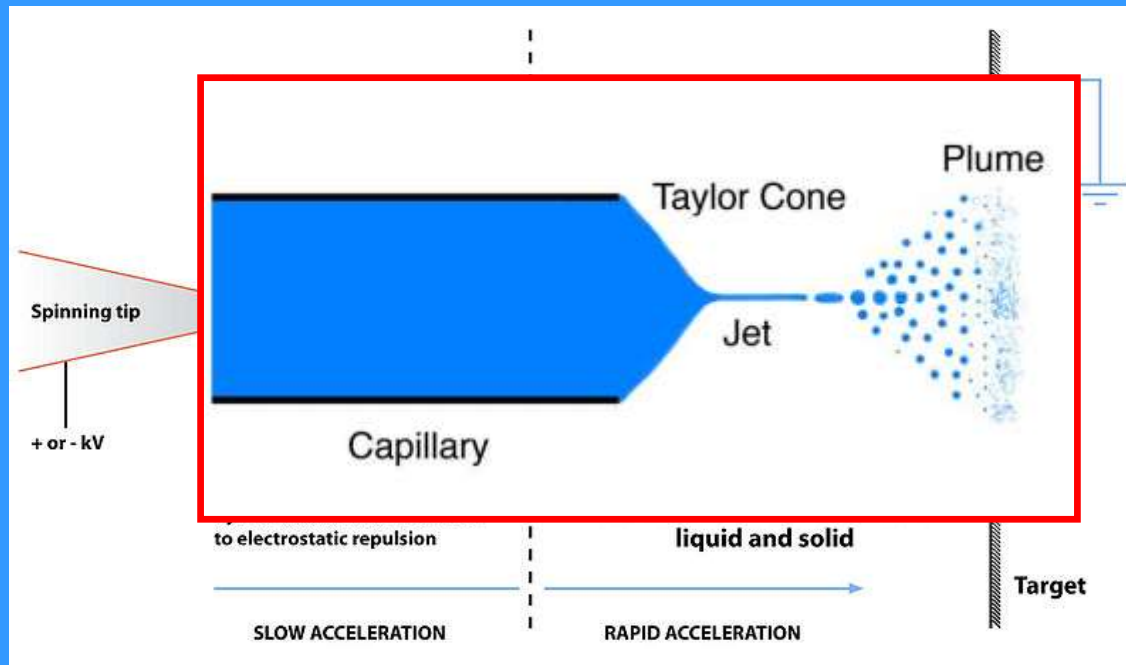 Plume
Taylor Cone
Spinning tip
Jet
+ or - kV
Capillary
to electrostatic repulsion
liquid and solid
Target
SLOW ACCELERATION
RAPID ACCELERATION